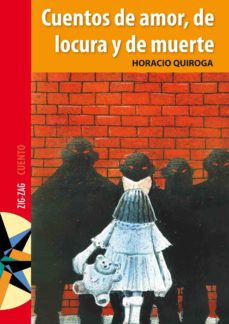 Cuentos de amor, de
locura y de muerte
HORACIO QUIROGA
ZIG-ZAG CUENTO